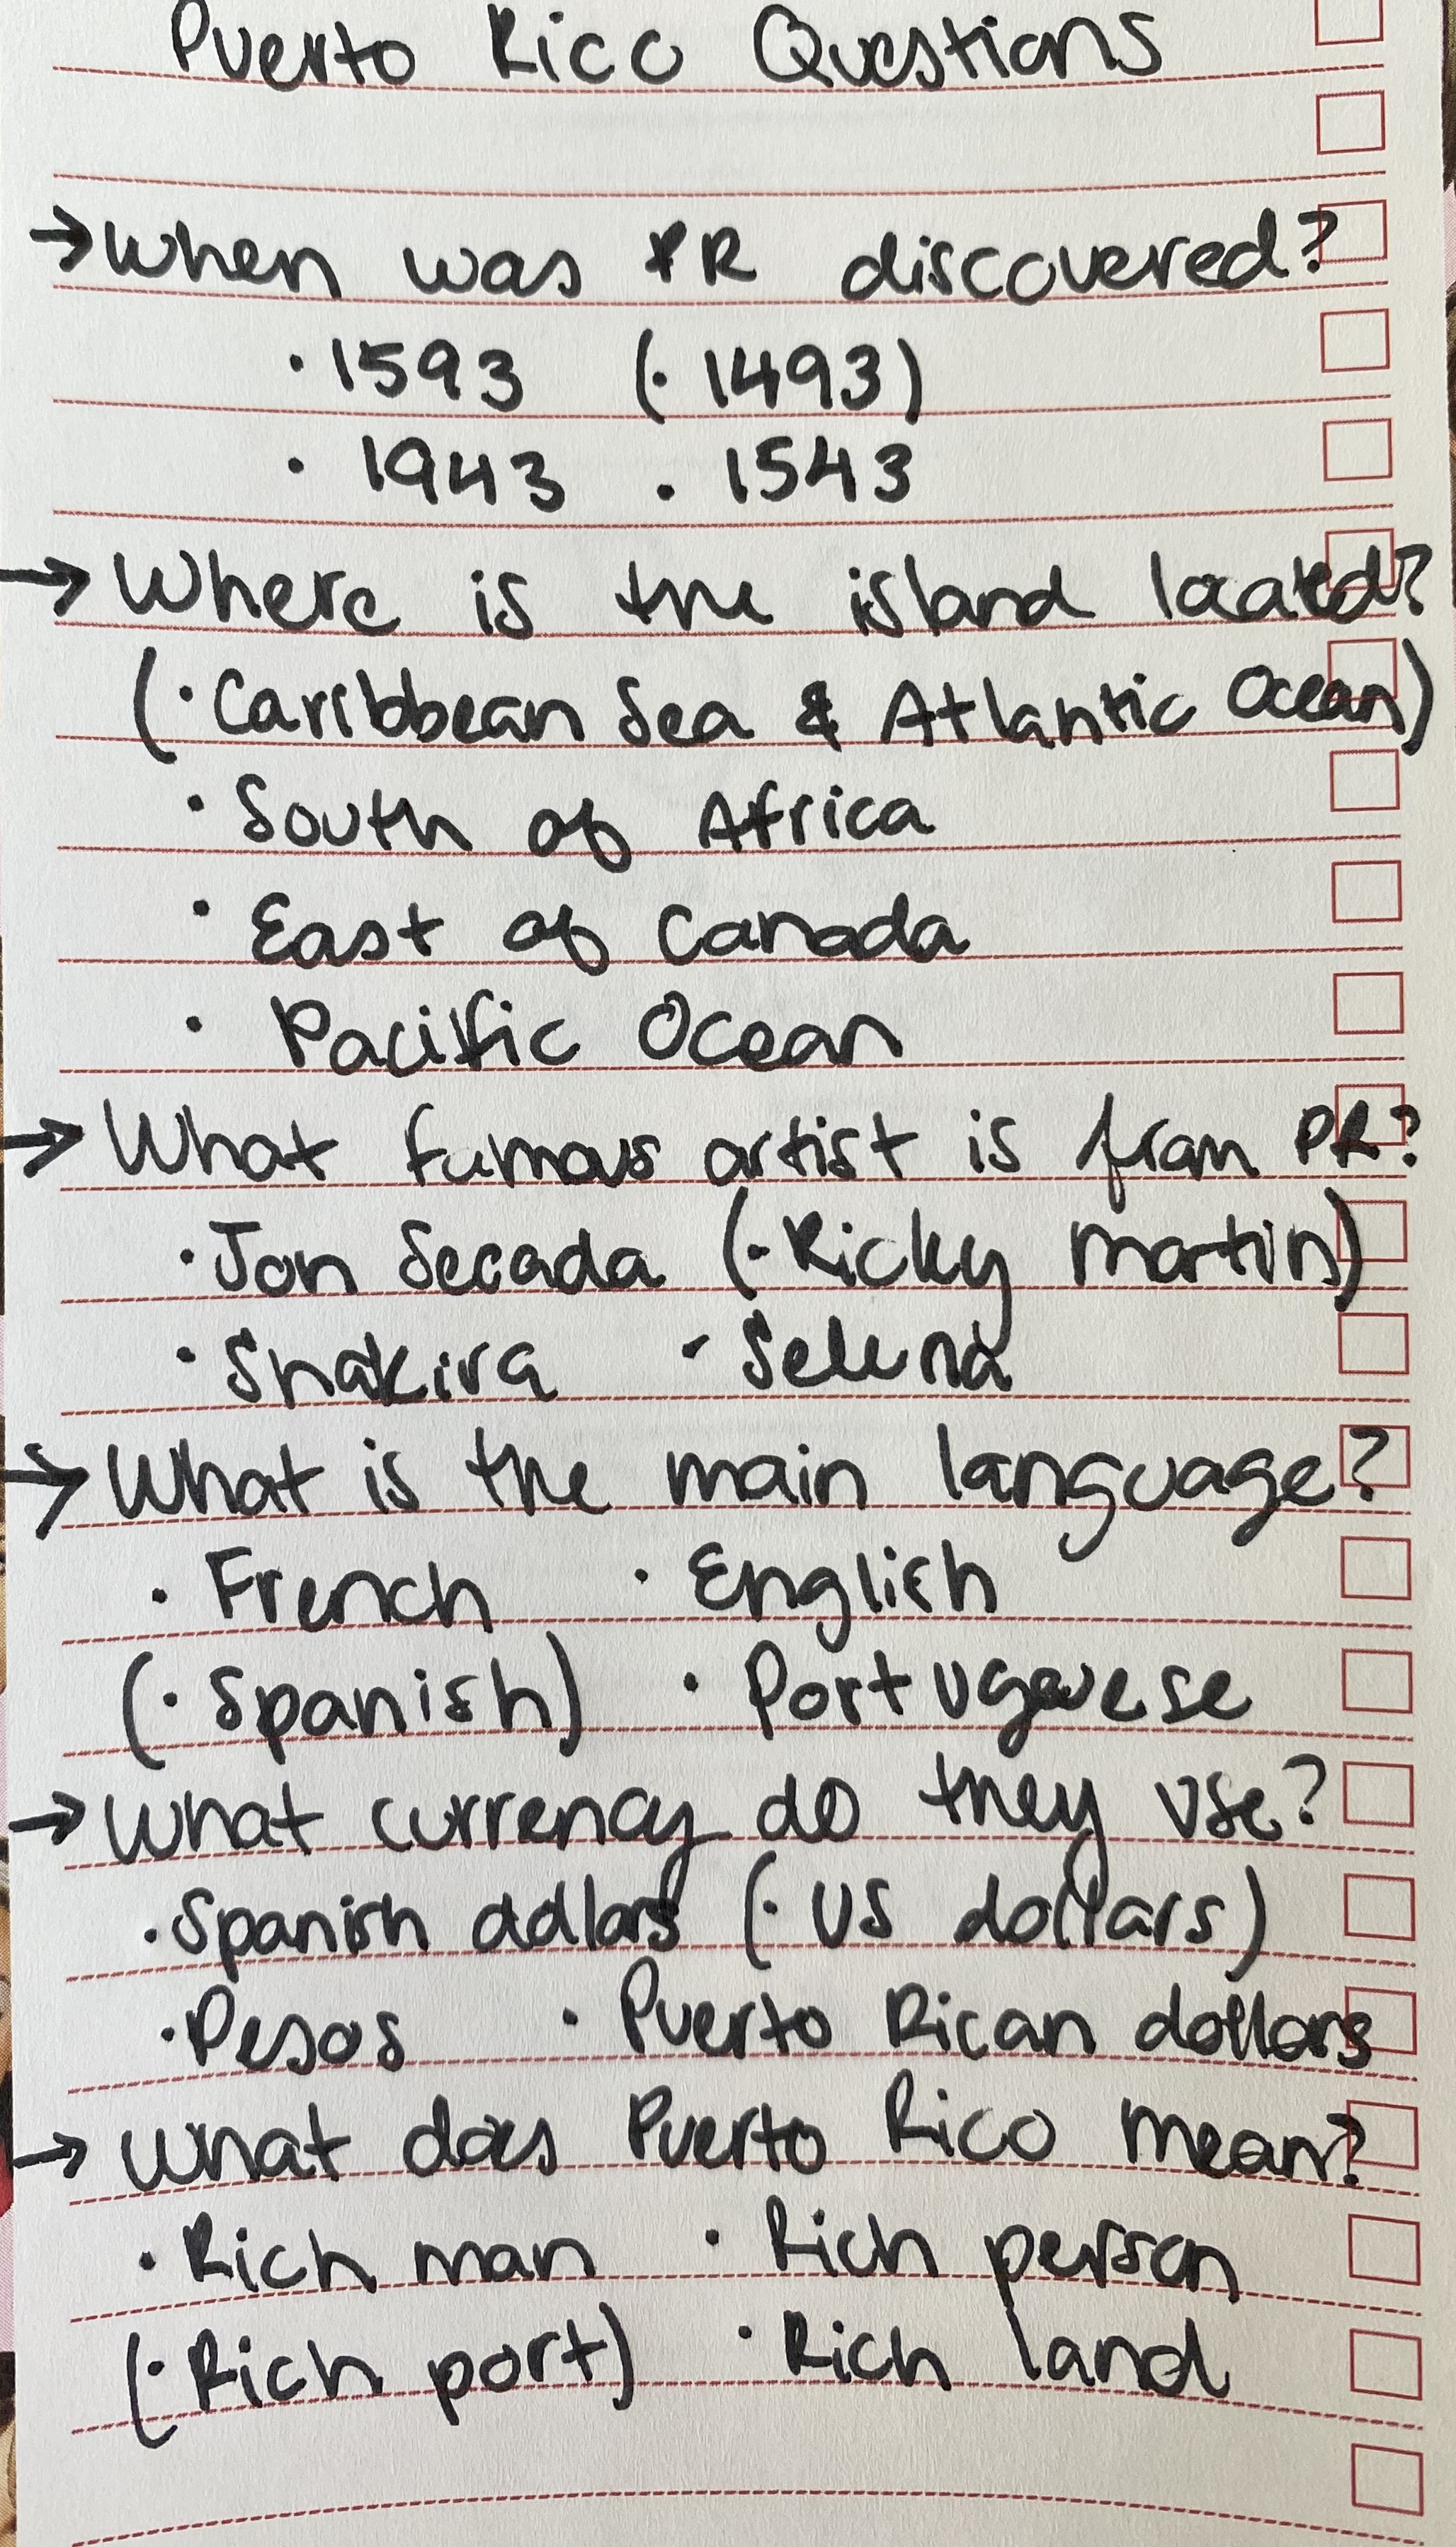 Puerto Rico Questions
→ When was PR discovered?
· 1593 (· 1493)
· 1943 · 1543
→ Where is the island located?
(· Caribbean Sea & Atlantic Ocean)
· South of Africa
· East of Canada
· Pacific Ocean
→ What famous artist is from PR?
· Jon Secada (· Ricky Martin)
· Shakira · Selena
→ What is the main language?
· French · English
(· Spanish) · Portuguese
→ What currency do they use?
· Spanish dollars (· US dollars)
· Pesos · Puerto Rican dollars
→ What does Puerto Rico mean?
· Rich man · Rich person
(· Rich port) · Rich land